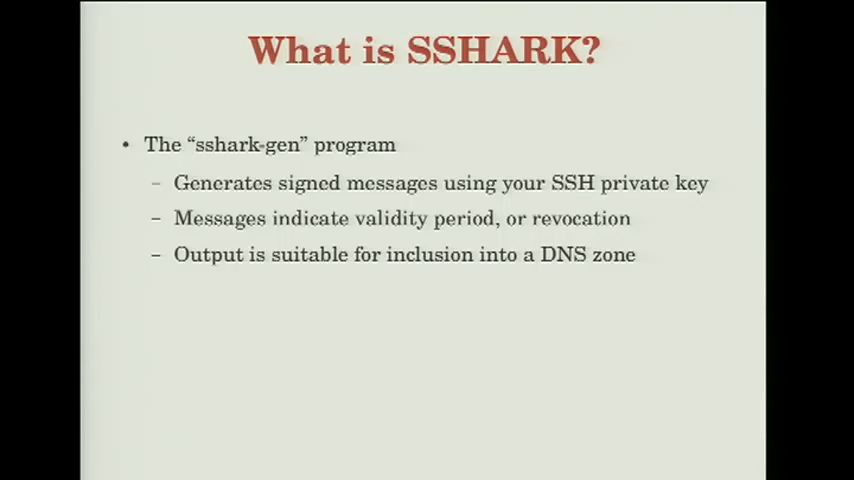 What is SSHARK?
• The “sshark-gen” program
– Generates signed messages using your SSH private key
– Messages indicate validity period, or revocation
– Output is suitable for inclusion into a DNS zone